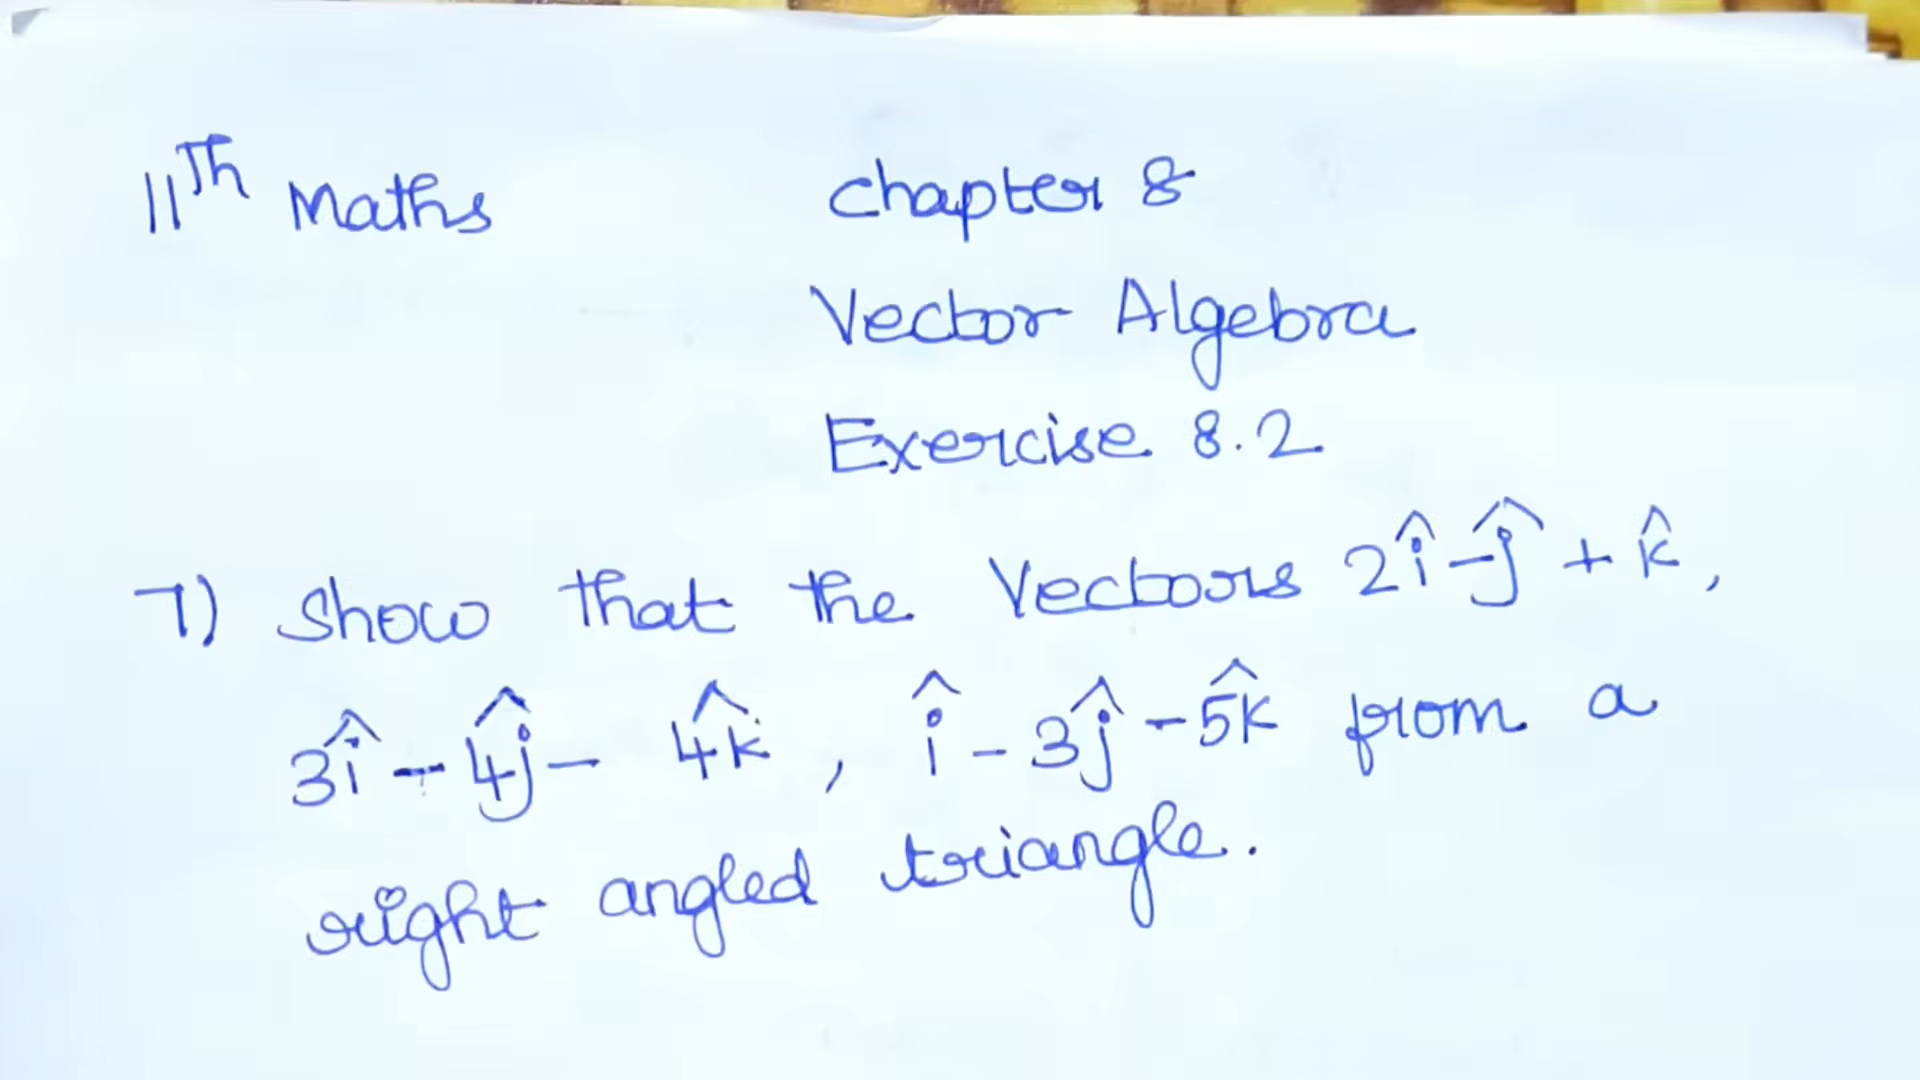 11Th Maths
chapter 8
Vector Algebra
Exercise 8.2
7) Show that the Vectors 2î-ĵ + k̂,
3î - 4ĵ - 4k̂, î - 3ĵ - 5k̂ from a
right angled triangle.